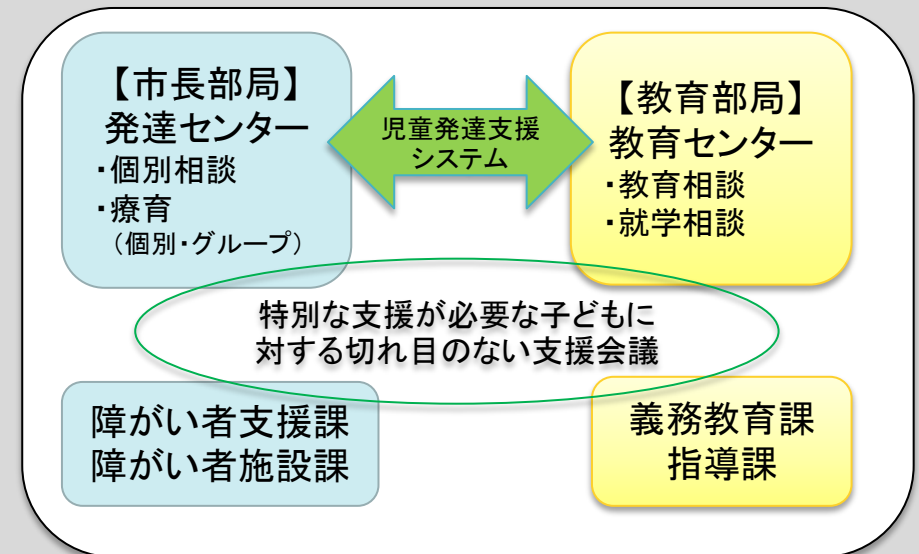 【市長部局】
発達センター
・個別相談
・療育
（個別・グループ）
児童発達支援
システム
【教育部局】
教育センター
・教育相談
・就学相談
特別な支援が必要な子どもに
対する切れ目のない支援会議
障がい者支援課
障がい者施設課
義務教育課
指導課